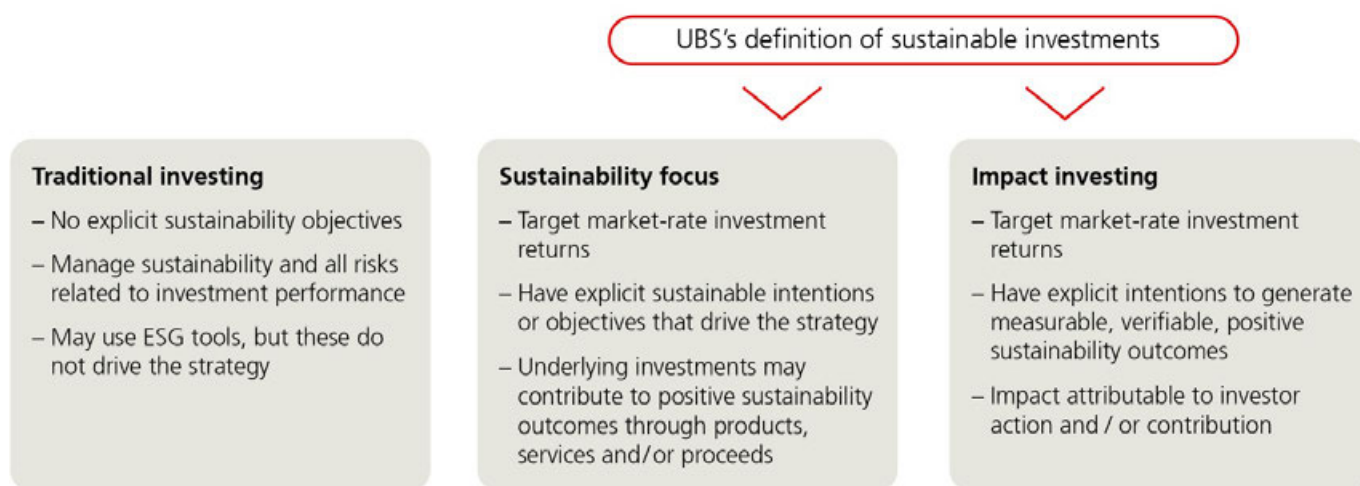 UBS's definition of sustainable investments
Traditional investing
– No explicit sustainability objectives
– Manage sustainability and all risks
related to investment performance
– May use ESG tools, but these do
not drive the strategy
Sustainability focus
– Target market-rate investment
returns
– Have explicit sustainable intentions
or objectives that drive the strategy
– Underlying investments may
contribute to positive sustainability
outcomes through products,
services and/or proceeds
Impact investing
– Target market-rate investment
returns
– Have explicit intentions to generate
measurable, verifiable, positive
sustainability outcomes
– Impact attributable to investor
action and / or contribution